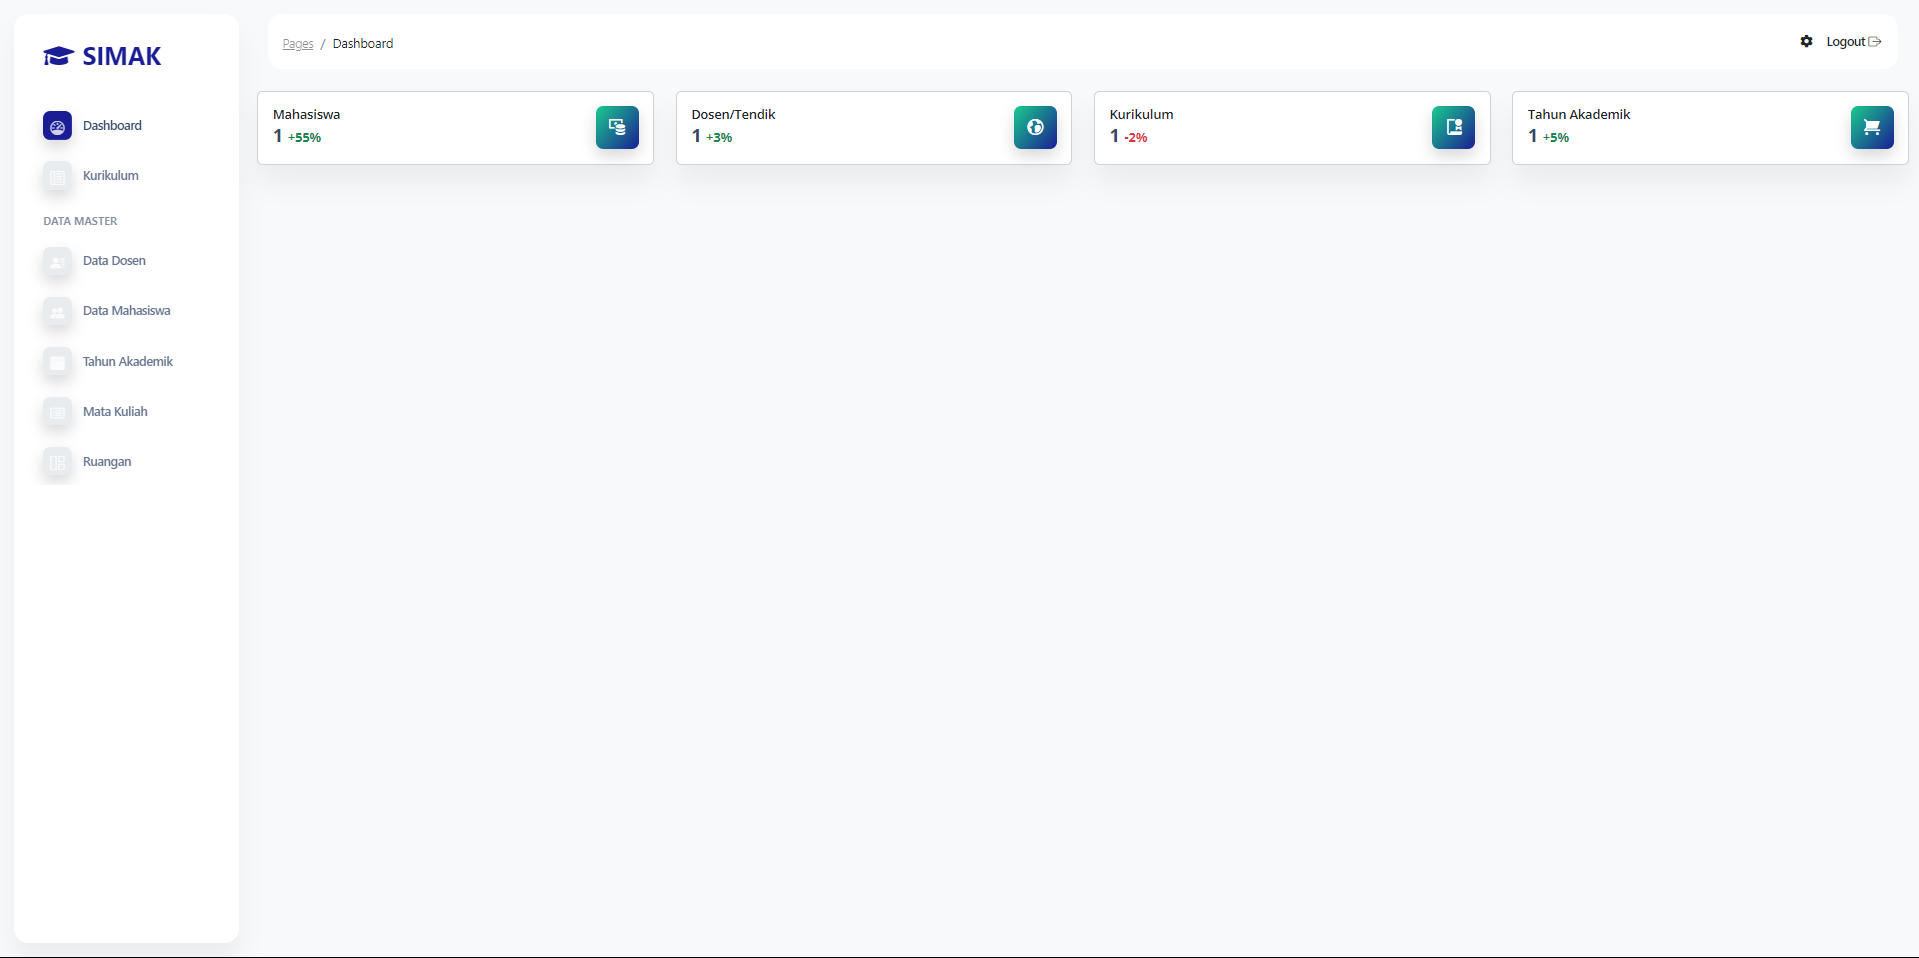 SIMAK
Dashboard
Kurikulum
DATA MASTER
Data Dosen
Data Mahasiswa
Tahun Akademik
Mata Kuliah
Ruangan
Pages / Dashboard
Logout
Mahasiswa
1 +55%
Dosen/Tendik
1 +3%
Kurikulum
1 -2%
Tahun Akademik
1 +5%